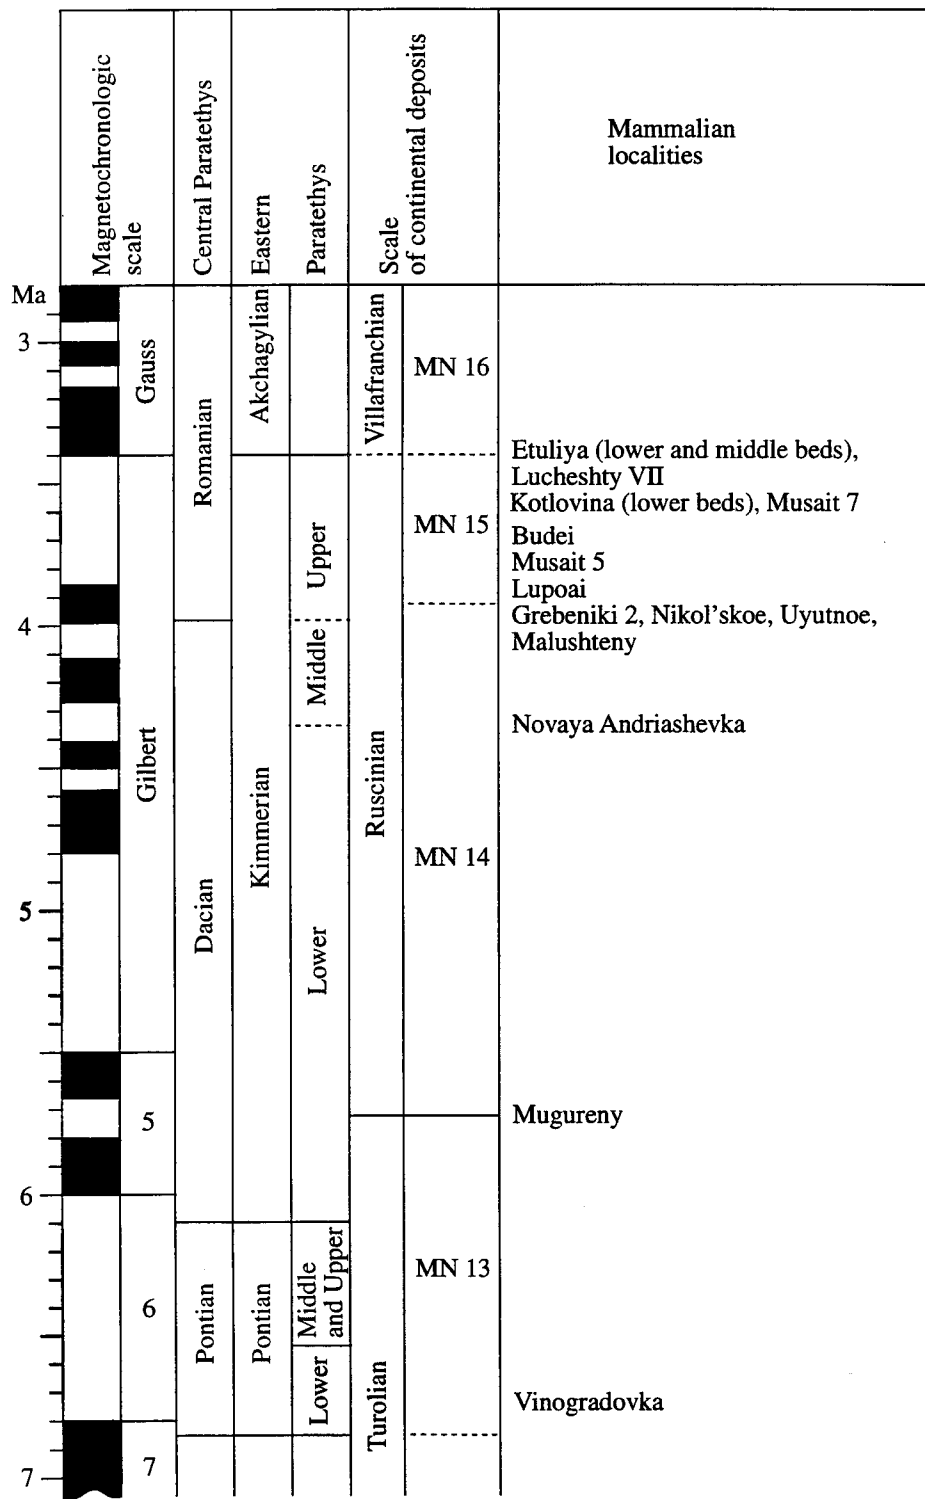 Magnetochronologic
scale
Central Paratethys
Eastern
Paratethys
Scale
of continental deposits
Mammalian
localities
Ma
3
4
5
6
7
Gauss
Gilbert
5
6
7
Romanian
Dacian
Pontian
Akchagylian
Kimmerian
Pontian
Upper
Middle
Lower
Middle
and Upper
Lower
Villafranchian
Ruscinian
Turolian
MN 16
MN 15
MN 14
MN 13
Etuliya (lower and middle beds),
Lucheshty VII
Kotlovina (lower beds), Musait 7
Budei
Musait 5
Lupoai
Grebeniki 2, Nikol'skoe, Uyutnoe,
Malushteny
Novaya Andriashevka
Mugureny
Vinogradovka